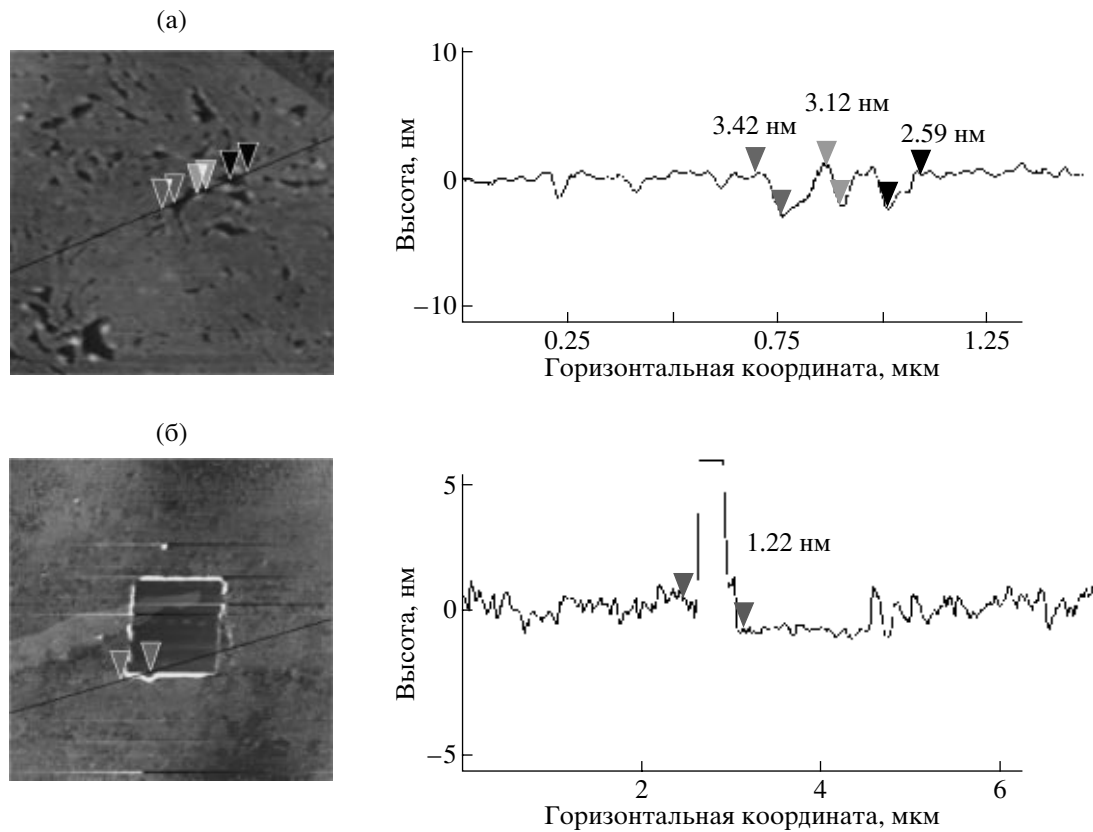 (а)
10
3.12 нм
3.42 нм
2.59 нм
0
Высота, нм
−10
0.25
0.75
1.25
Горизонтальная координата, мкм
(б)
5
1.22 нм
0
Высота, нм
−5
2
4
6
Горизонтальная координата, мкм